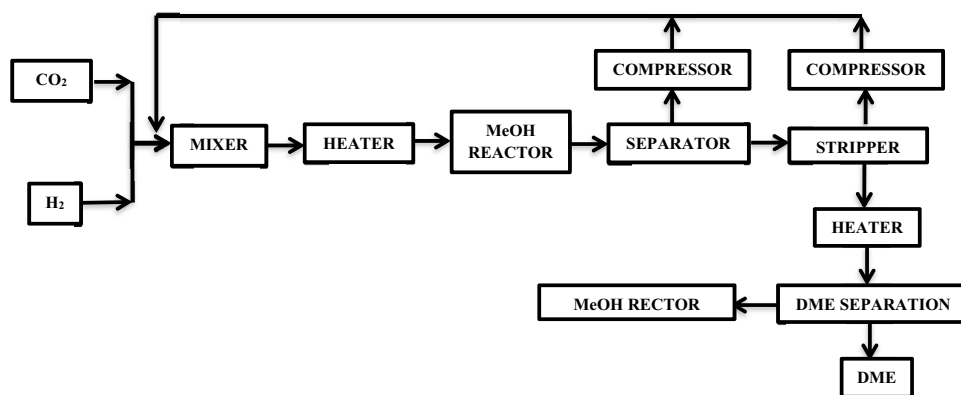 COMPRESSOR
COMPRESSOR
CO₂
MIXER
HEATER
MeOH
REACTOR
SEPARATOR
STRIPPER
H₂
HEATER
MeOH RECTOR
DME SEPARATION
DME